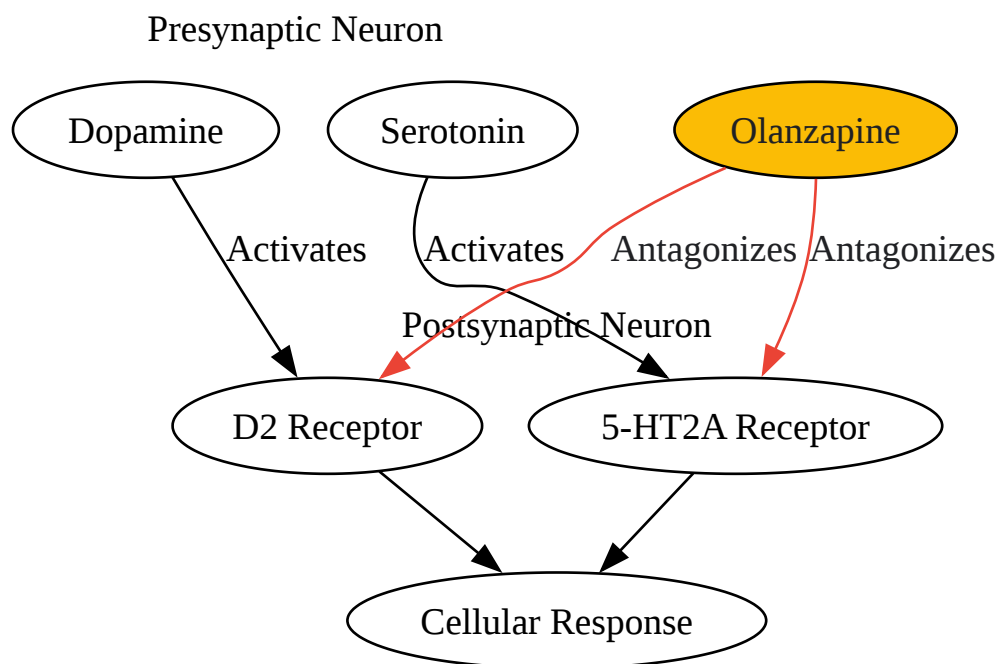 Presynaptic Neuron
Dopamine
Serotonin
Olanzapine
Activates
Activates
Antagonizes
Antagonizes
Postsynaptic Neuron
D2 Receptor
5-HT2A Receptor
Cellular Response